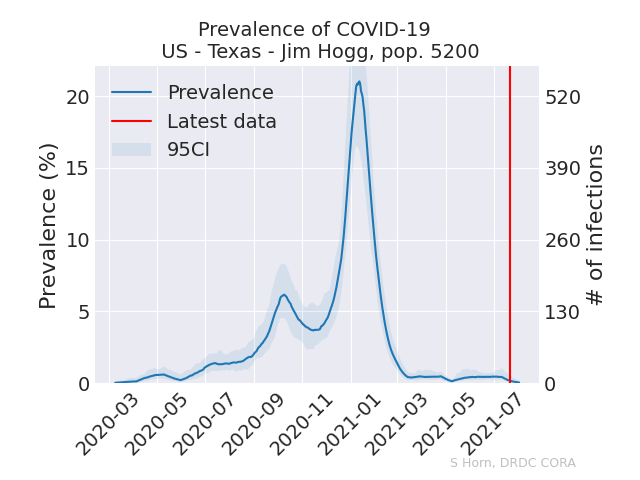 Prevalence of COVID-19
US - Texas - Jim Hogg, pop. 5200
Prevalence
Latest data
95CI
Prevalence (%)
20
15
10
5
0
# of infections
520
390
260
130
0
2020-03
2020-05
2020-07
2020-09
2020-11
2021-01
2021-03
2021-05
2021-07
S Horn, DRDC CORA